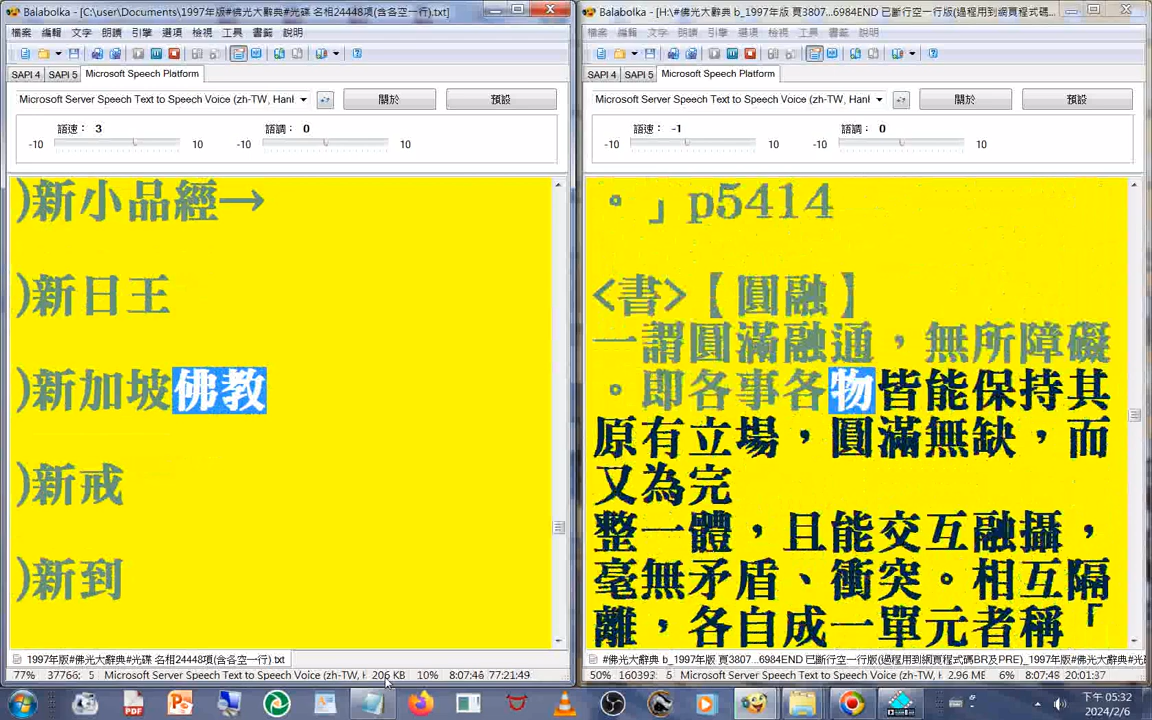 Balabolka - [C:\user\Documents\1997年版#佛光大辭典#光碟 名相24448項(含各空一行).txt]
檔案 編輯 文字 朗讀 引擎 選項 檢視 工具 書籤 說明
SAPI 4 SAPI 5 Microsoft Speech Platform
Microsoft Server Speech Text to Speech Voice (zh-TW, Hanl 關於 預設
語速： 3 語調： 0
-10 10 -10 10
)新小品經→
)新日王
)新加坡佛教
)新戒
)新到
1997年版#佛光大辭典#光碟 名相24448項(含各空一行).txt
77% 37766: 5 Microsoft Server Speech Text to Speech Voice (zh-TW, H 206 KB 10% 8:07:46 77:21:49
Balabolka - [H:\#佛光大辭典 b_1997年版 頁3807...6984END 已斷行空一行版(過程用到網頁程式碼...
檔案 編輯 文字 朗讀 引擎 選項 檢視 工具 書籤 說明
SAPI 4 SAPI 5 Microsoft Speech Platform
Microsoft Server Speech Text to Speech Voice (zh-TW, Hanl 關於 預設
語速： -1 語調： 0
-10 10 -10 10
。」p5414
<書>【圓融】
一謂圓滿融通，無所障礙
。即各事各物皆能保持其
原有立場，圓滿無缺，而
又為完
整一體，且能交互融攝，
毫無矛盾、衝突。相互隔
離，各自成一單元者稱「
#佛光大辭典 b_1997年版 頁3807...6984END 已斷行空一行版(過程用到網頁程式碼BR及PRE)_1997年版#佛光大辭典#光
50% 160393: 5 Microsoft Server Speech Text to Speech Voice (zh-TW, H 2.96 ME 6% 8:07:48 20:01:37
下午 05:32
2024/2/6